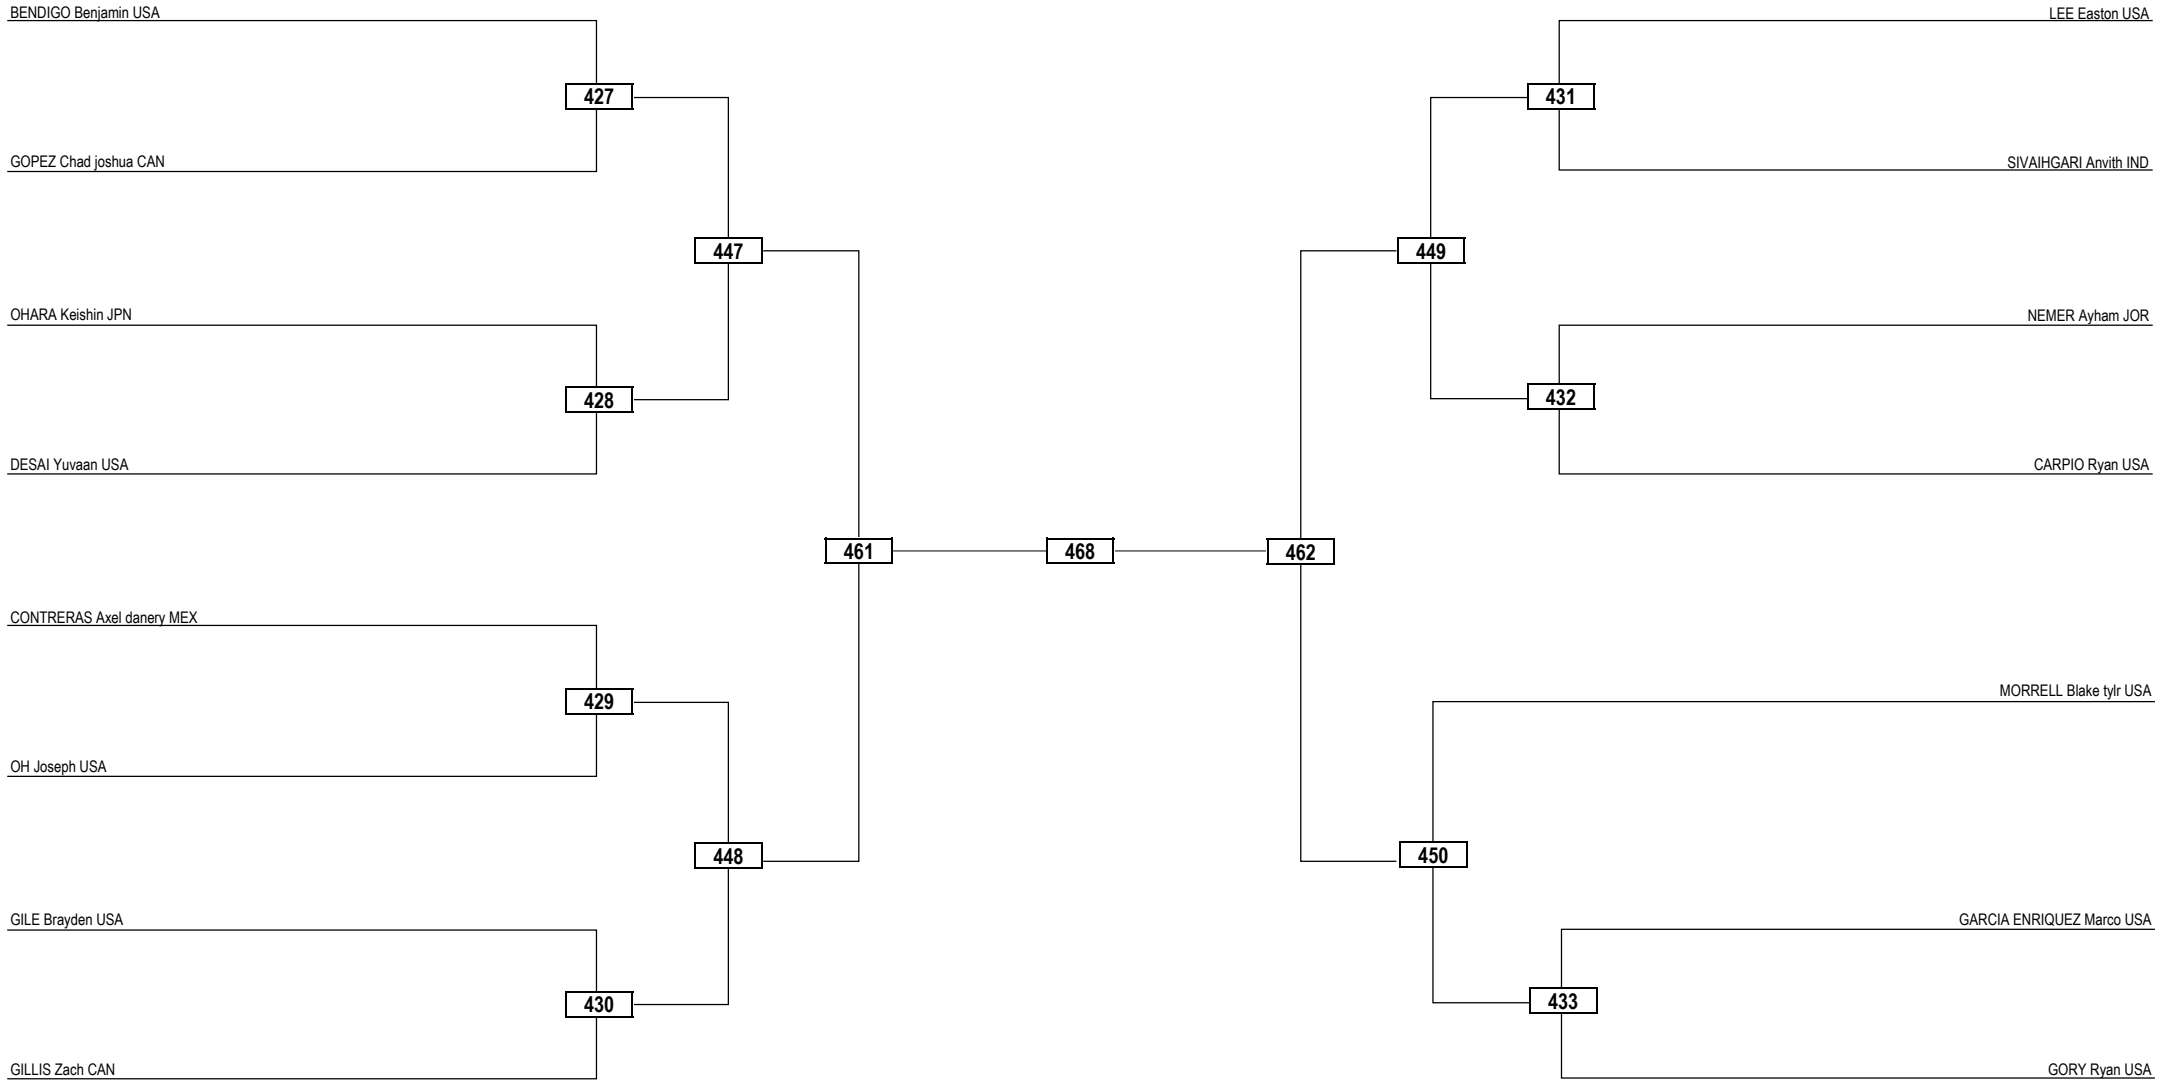 BENDIGO Benjamin USA
LEE Easton USA
427
431
GOPEZ Chad joshua CAN
SIVAIHGARI Anvith IND
447
449
OHARA Keishin JPN
NEMER Ayham JOR
428
432
DESAI Yuvaan USA
CARPIO Ryan USA
461
468
462
CONTRERAS Axel danery MEX
MORRELL Blake tylr USA
429
OH Joseph USA
448
450
GILE Brayden USA
GARCIA ENRIQUEZ Marco USA
430
433
GILLIS Zach CAN
GORY Ryan USA